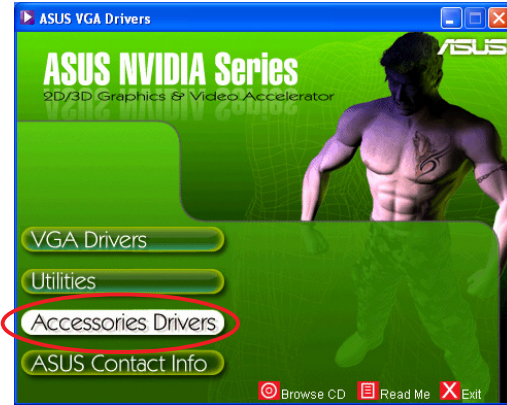 ASUS VGA Drivers
ASUS
ASUS NVIDIA Series
2D/3D Graphics & Video Accelerator
VGA Drivers
Utilities
Accessories Drivers
ASUS Contact Info
Browse CD Read Me Exit